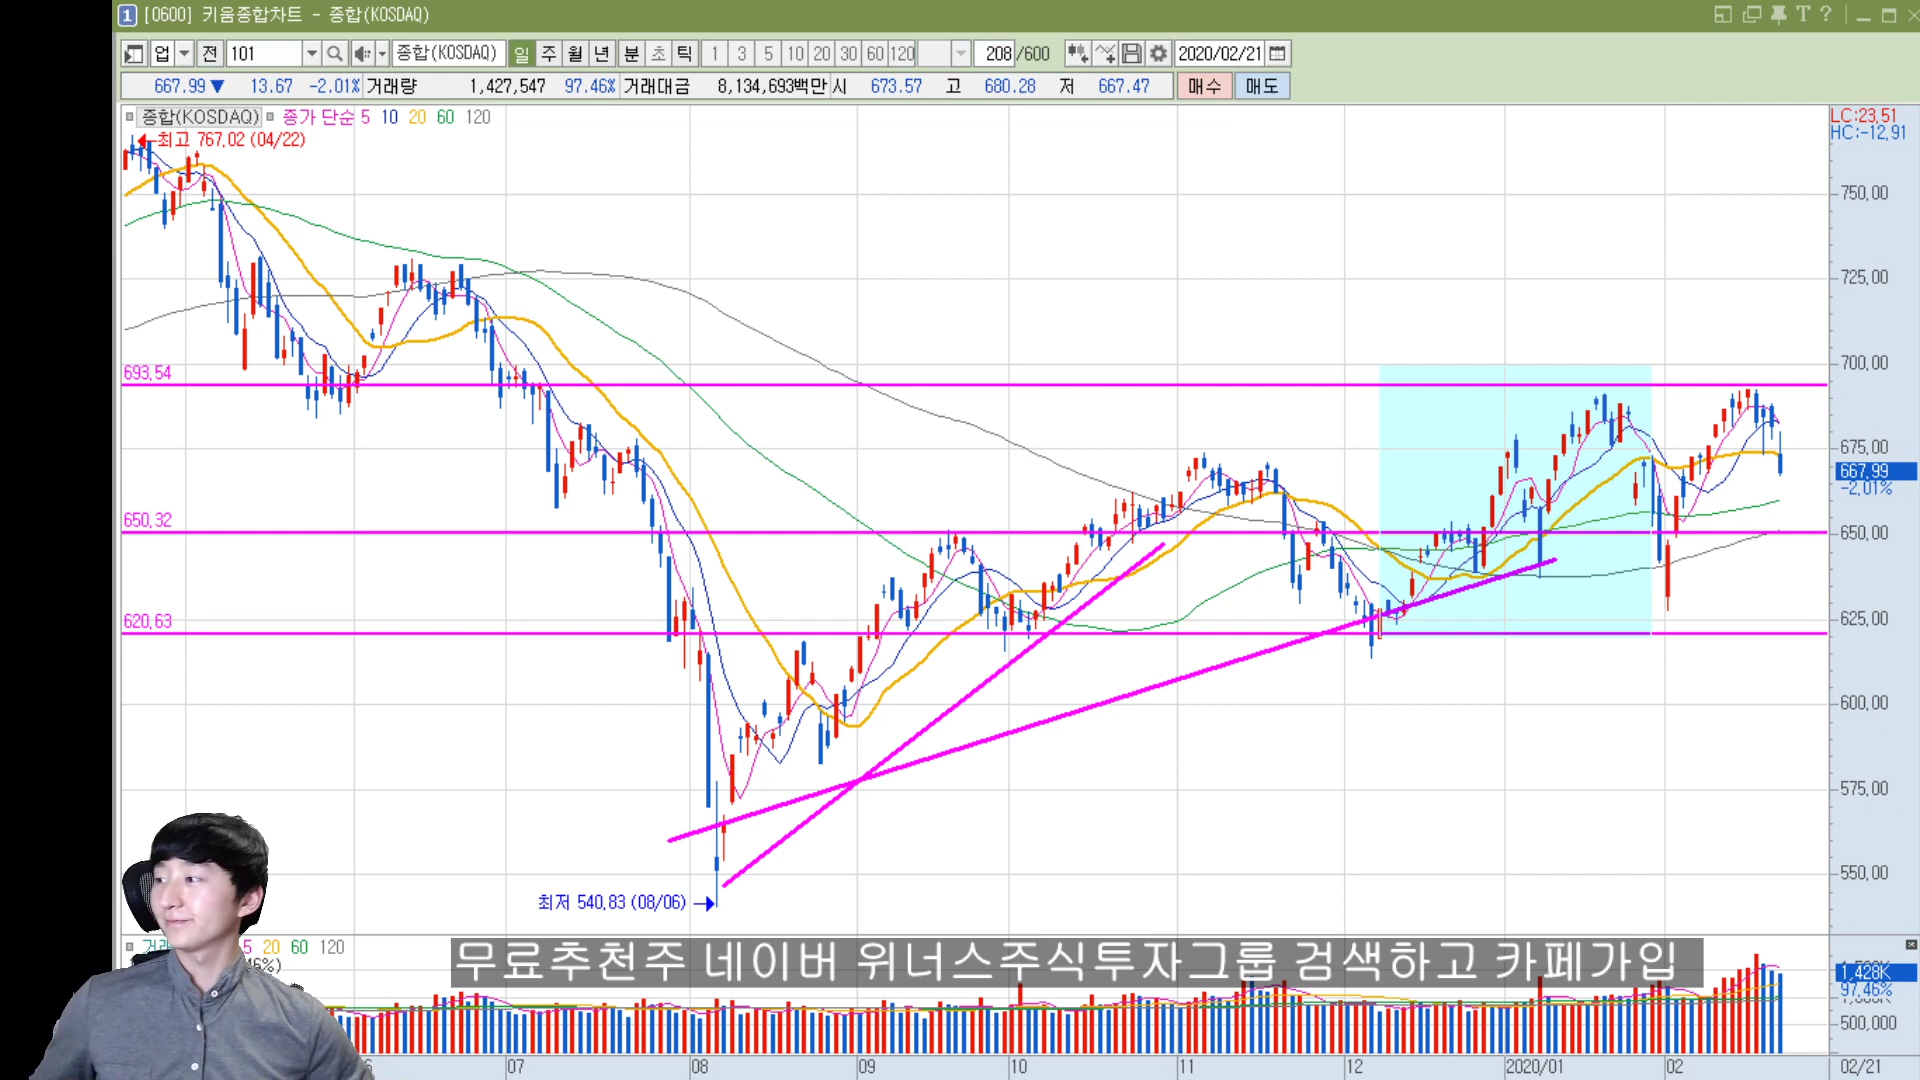 1 [0600] 키움종합차트 - 종합(KOSDAQ)
업 전 101 종합(KOSDAQ) 일 주 월 년 분 초 틱 1 3 5 10 20 30 60 120 208 /600 2020/02/21
667.99 ▼ 13.67 -2.01% 거래량 1,427,547 97.46% 거래대금 8,134,693백만 시 673.57 고 680.28 저 667.47 매수 매도
종합(KOSDAQ) 종가 단순 5 10 20 60 120
LC:23.51
HC:-12.91
최고 767.02 (04/22)
750.00
725.00
700.00
693.54
675.00
667.99
-2.01%
650.32
650.00
620.63
625.00
600.00
575.00
550.00
최저 540.83 (08/06)
5 20 60 120
무료추천주 네이버 위너스주식투자그룹 검색하고 카페가입
1,428K
97.46%
500,000
07 08 09 10 11 12 2020/01 02 02/21